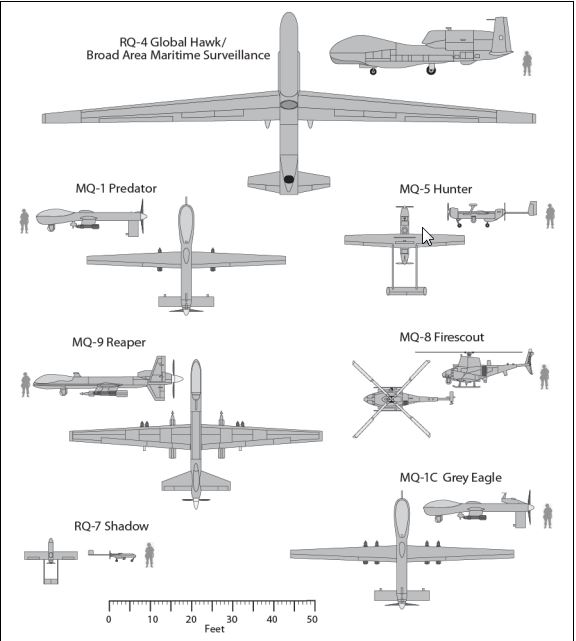 RQ-4 Global Hawk/
Broad Area Maritime Surveillance
MQ-1 Predator
MQ-5 Hunter
MQ-9 Reaper
MQ-8 Firescout
MQ-1C Grey Eagle
RQ-7 Shadow
0 10 20 30 40 50
Feet